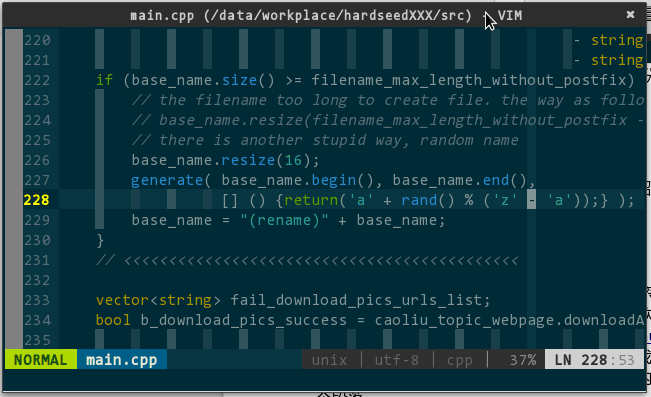 main.cpp (/data/workplace/hardseedXXX/src) - VIM
220 - string
221 - string
222 if (base_name.size() >= filename_max_length_without_postfix)
223 // the filename too long to create file. the way as follo
224 // base_name.resize(filename_max_length_without_postfix -
225 // there is another stupid way, random name
226 base_name.resize(16);
227 generate( base_name.begin(), base_name.end(),
228 [] () {return('a' + rand() % ('z' - 'a'));} );
229 base_name = "(rename)" + base_name;
230 }
231 // <<<<<<<<<<<<<<<<<<<<<<<<<<<<<<<<<<<<<<<<<<<<
232
233 vector<string> fail_download_pics_urls_list;
234 bool b_download_pics_success = caoliu_topic_webpage.downloadA
235
NORMAL main.cpp unix | utf-8 | cpp | 37% LN 228:53